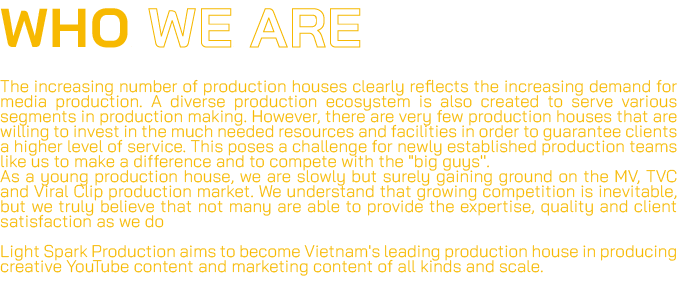 WHO WE ARE
The increasing number of production houses clearly reflects the increasing demand for
media production. A diverse production ecosystem is also created to serve various
segments in production making. However, there are very few production houses that are
willing to invest in the much needed resources and facilities in order to guarantee clients
a higher level of service. This poses a challenge for newly established production teams
like us to make a difference and to compete with the "big guys".
As a young production house, we are slowly but surely gaining ground on the MV, TVC
and Viral Clip production market. We understand that growing competition is inevitable,
but we truly believe that not many are able to provide the expertise, quality and client
satisfaction as we do
Light Spark Production aims to become Vietnam's leading production house in producing
creative YouTube content and marketing content of all kinds and scale.